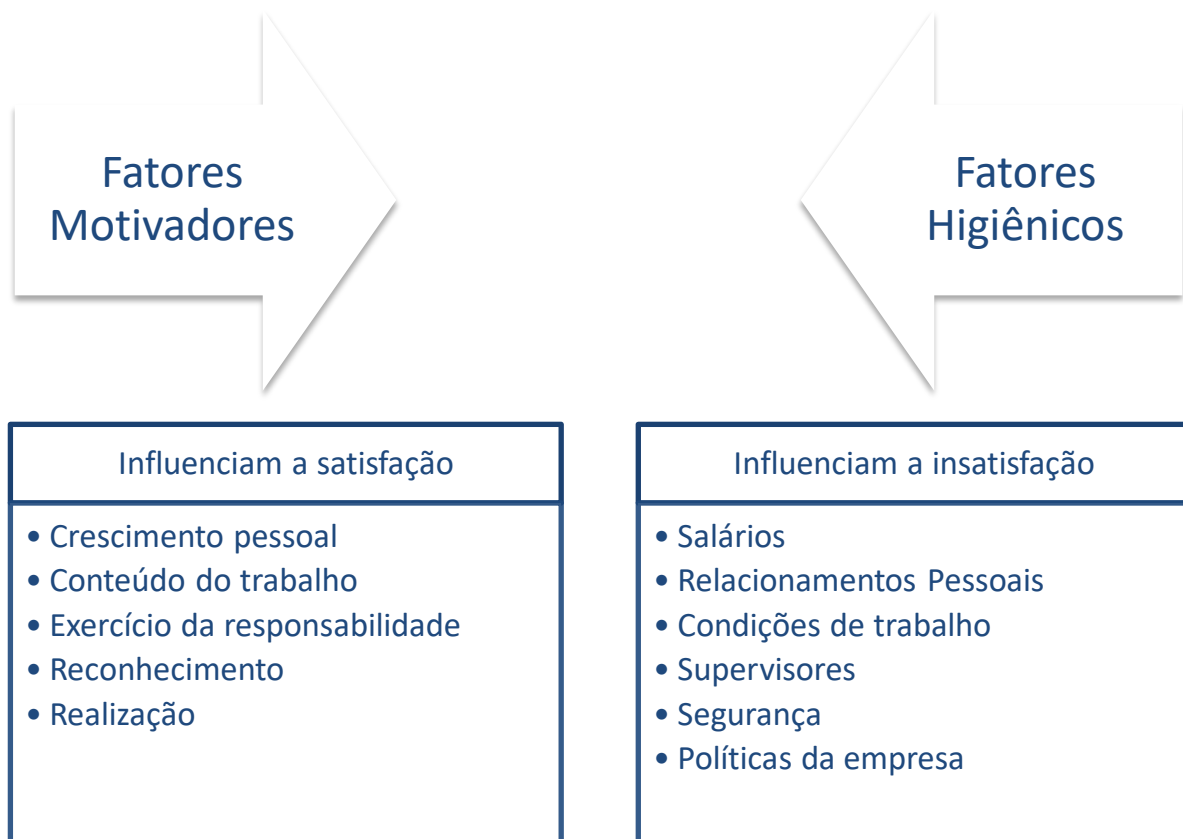 Fatores
Motivadores
Fatores
Higiênicos
Influenciam a satisfação
• Crescimento pessoal
• Conteúdo do trabalho
• Exercício da responsabilidade
• Reconhecimento
• Realização
Influenciam a insatisfação
• Salários
• Relacionamentos Pessoais
• Condições de trabalho
• Supervisores
• Segurança
• Políticas da empresa